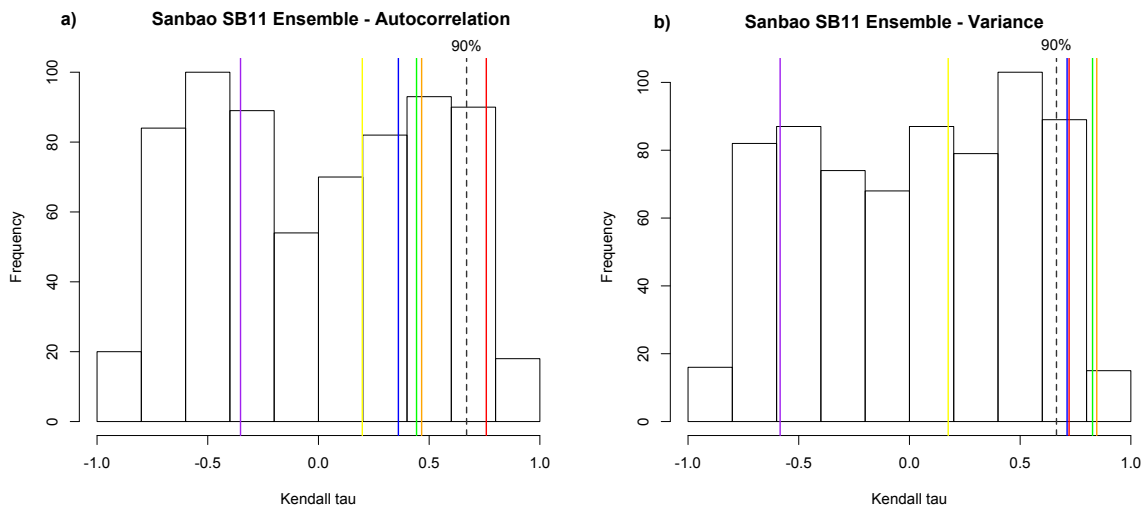 a) Sanbao SB11 Ensemble - Autocorrelation
90%
Frequency
0 20 40 60 80 100
-1.0 -0.5 0.0 0.5 1.0
Kendall tau
b) Sanbao SB11 Ensemble - Variance
90%
Frequency
0 20 40 60 80 100
-1.0 -0.5 0.0 0.5 1.0
Kendall tau